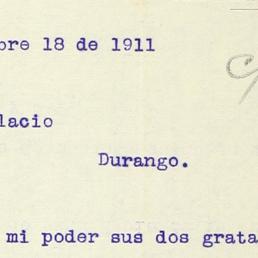 bre 18 de 1911
lacio
Durango.
mi poder sus dos grata